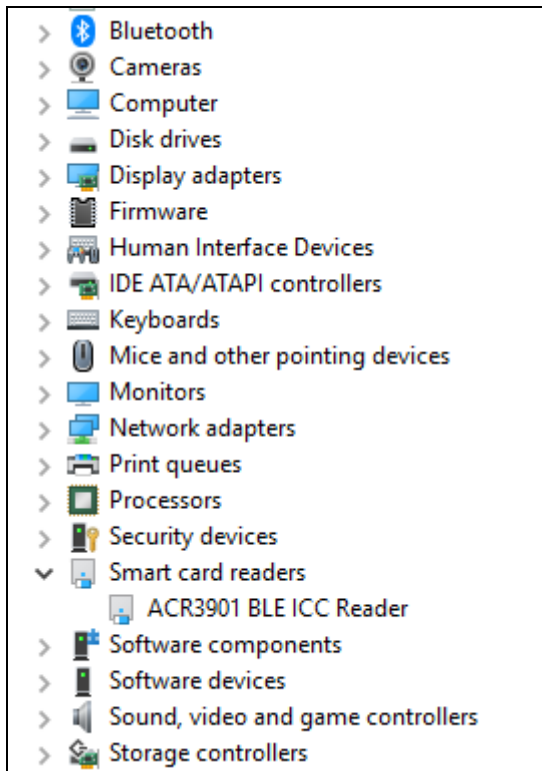 Bluetooth
Cameras
Computer
Disk drives
Display adapters
Firmware
Human Interface Devices
IDE ATA/ATAPI controllers
Keyboards
Mice and other pointing devices
Monitors
Network adapters
Print queues
Processors
Security devices
Smart card readers
ACR3901 BLE ICC Reader
Software components
Software devices
Sound, video and game controllers
Storage controllers